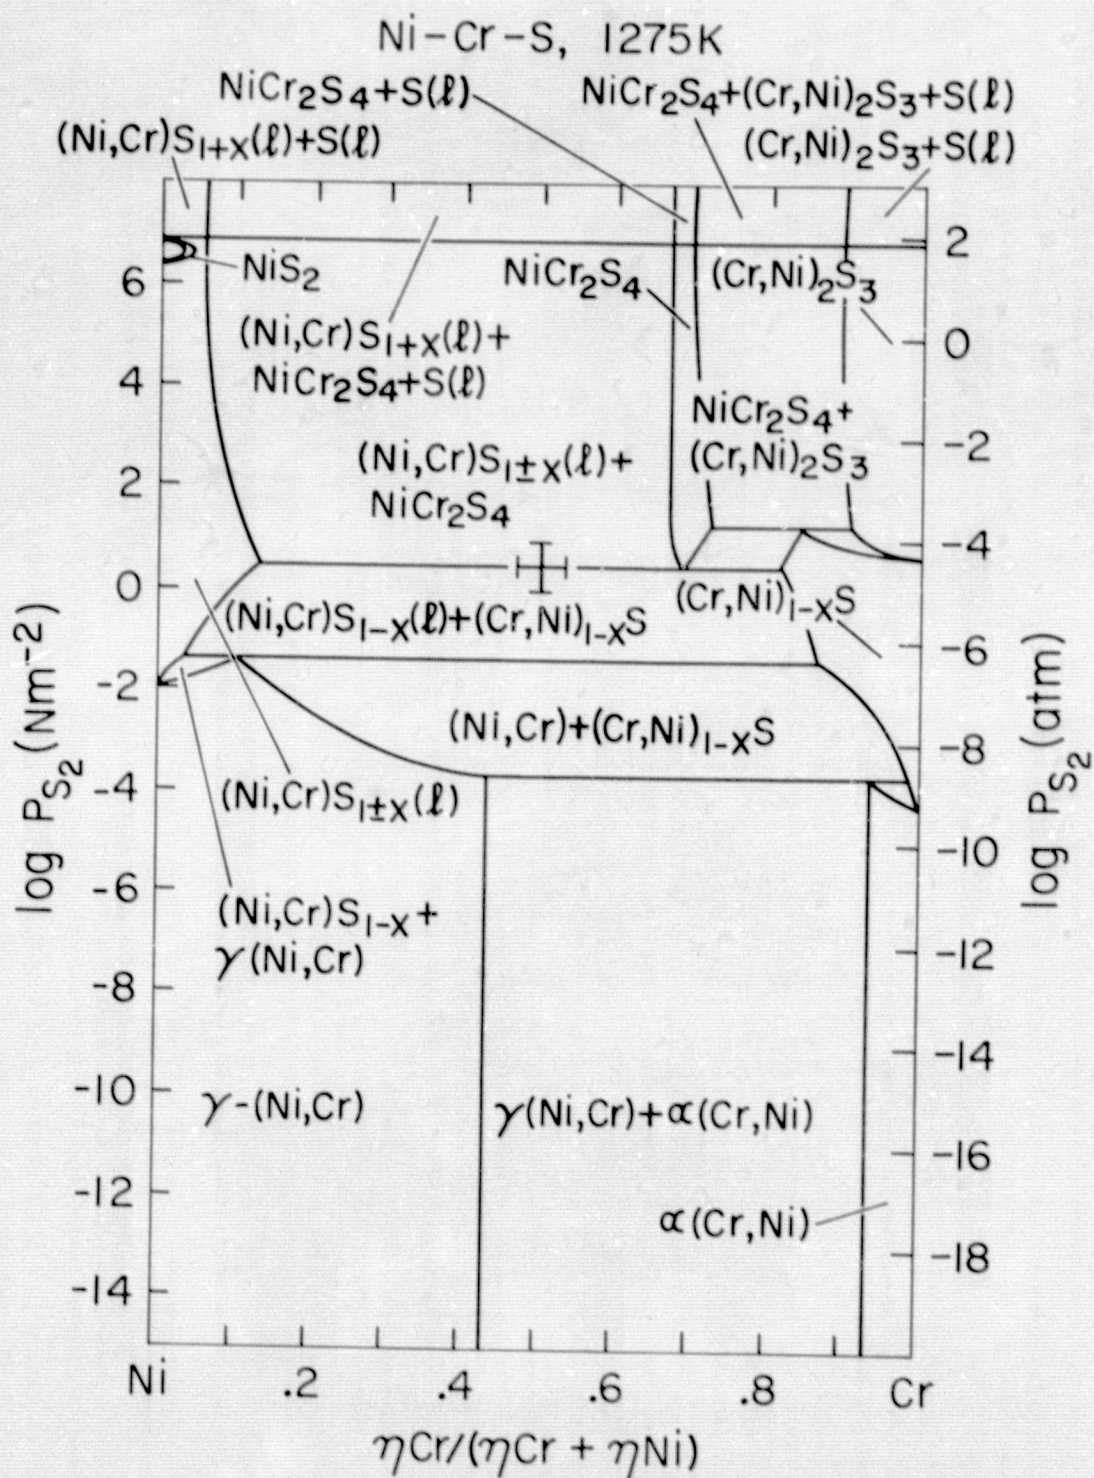 Ni-Cr-S, 1275K
NiCr₂S₄+S(ℓ)
NiCr₂S₄+(Cr,Ni)₂S₃+S(ℓ)
(Ni,Cr)S₁₊ₓ(ℓ)+S(ℓ)
(Cr,Ni)₂S₃+S(ℓ)
NiS₂
NiCr₂S₄
(Cr,Ni)₂S₃
(Ni,Cr)S₁₊ₓ(ℓ)+
NiCr₂S₄+S(ℓ)
NiCr₂S₄+
(Cr,Ni)₂S₃
(Ni,Cr)S₁±ₓ(ℓ)+
NiCr₂S₄
(Cr,Ni)₁₋ₓS
(Ni,Cr)S₁₋ₓ(ℓ)+(Cr,Ni)₁₋ₓS
(Ni,Cr)+(Cr,Ni)₁₋ₓS
(Ni,Cr)S₁±ₓ(ℓ)
(Ni,Cr)S₁₋ₓ+
γ(Ni,Cr)
γ-(Ni,Cr)
γ(Ni,Cr)+α(Cr,Ni)
α(Cr,Ni)
log P_S₂(Nm⁻²)
6
4
2
0
-2
-4
-6
-8
-10
-12
-14
log P_S₂(atm)
2
0
-2
-4
-6
-8
-10
-12
-14
-16
-18
Ni .2 .4 .6 .8 Cr
ηCr/(ηCr + ηNi)